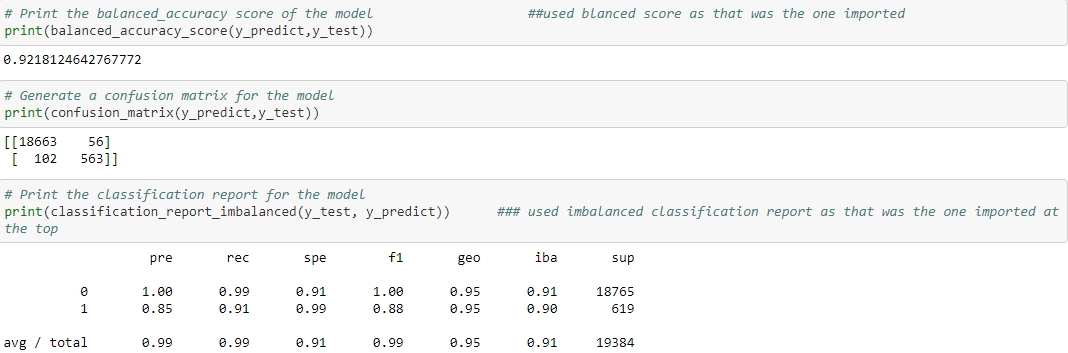 # Print the balanced_accuracy score of the model ##used blanced score as that was the one imported
print(balanced_accuracy_score(y_predict,y_test))
0.9218124642767772
# Generate a confusion matrix for the model
print(confusion_matrix(y_predict,y_test))
[[18663 56]
[ 102 563]]
# Print the classification report for the model
print(classification_report_imbalanced(y_test, y_predict)) ### used imbalanced classification report as that was the one imported at
the top
pre rec spe f1 geo iba sup
0 1.00 0.99 0.91 1.00 0.95 0.91 18765
1 0.85 0.91 0.99 0.88 0.95 0.90 619
avg / total 0.99 0.99 0.91 0.99 0.95 0.91 19384